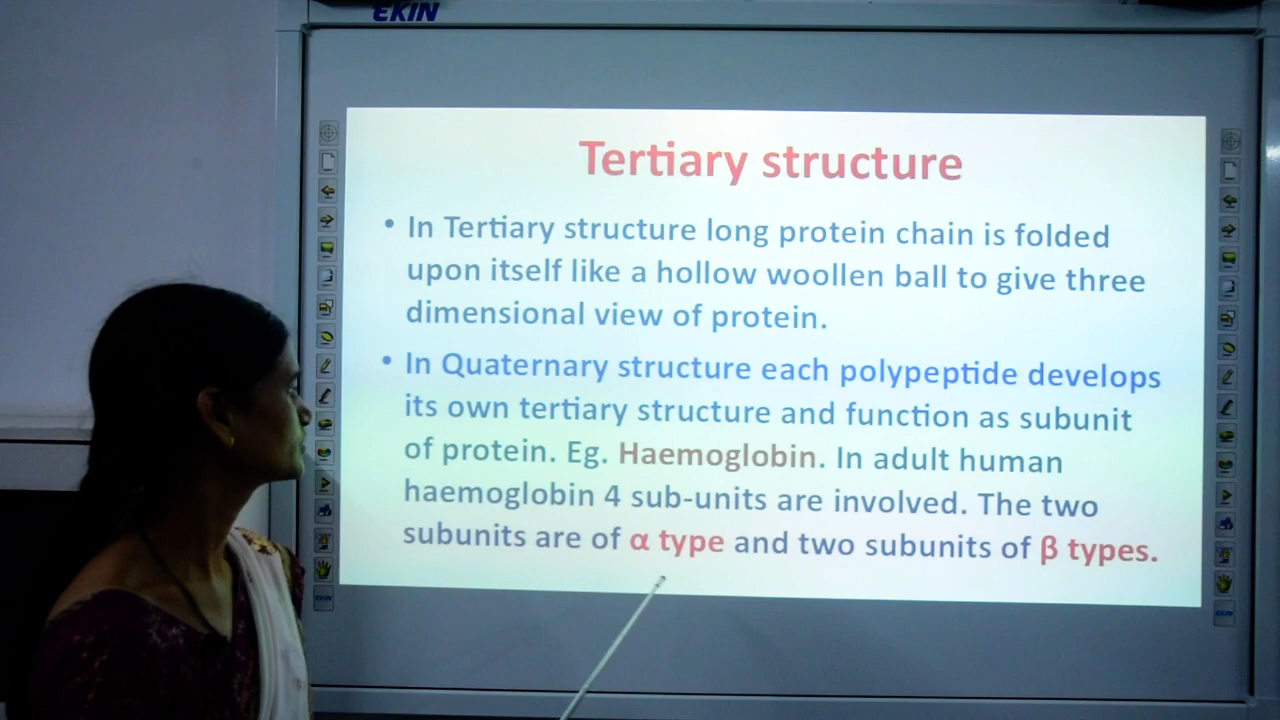 EKIN
Tertiary structure
• In Tertiary structure long protein chain is folded
upon itself like a hollow woollen ball to give three
dimensional view of protein.
• In Quaternary structure each polypeptide develops
its own tertiary structure and function as subunit
of protein. Eg. Haemoglobin. In adult human
haemoglobin 4 sub-units are involved. The two
subunits are of α type and two subunits of β types.
EKIN
EKIN